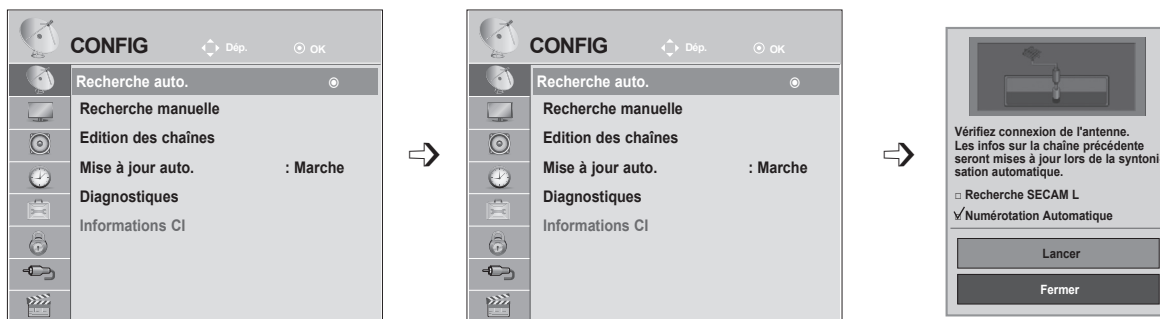 CONFIG Dép. OK
Recherche auto.
Recherche manuelle
Edition des chaînes
Mise à jour auto. : Marche
Diagnostiques
Informations CI
CONFIG Dép. OK
Recherche auto.
Recherche manuelle
Edition des chaînes
Mise à jour auto. : Marche
Diagnostiques
Informations CI
Vérifiez connexion de l'antenne.
Les infos sur la chaîne précédente
seront mises à jour lors de la syntoni
sation automatique.
Recherche SECAM L
Numérotation Automatique
Lancer
Fermer